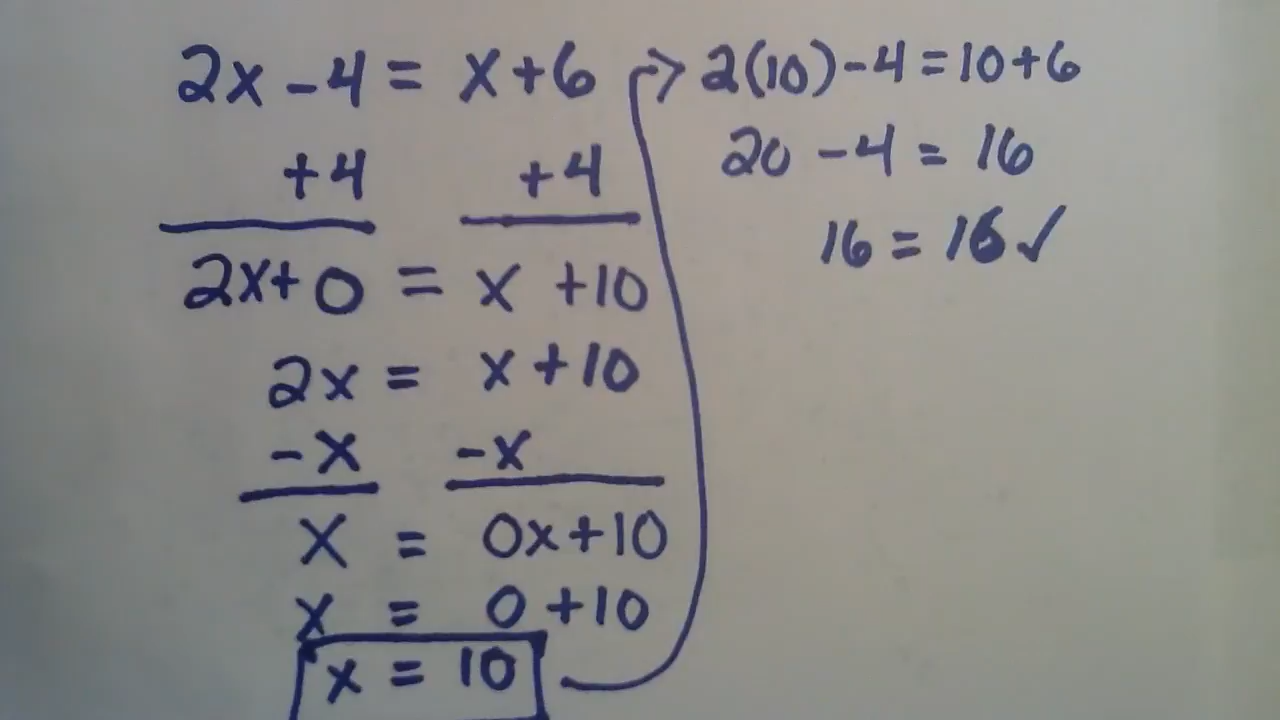 2x - 4 = x + 6
+4 +4
2x + 0 = x + 10
2x = x + 10
-x -x
x = 0x + 10
x = 0 + 10
x = 10
2(10) - 4 = 10 + 6
20 - 4 = 16
16 = 16 ✓